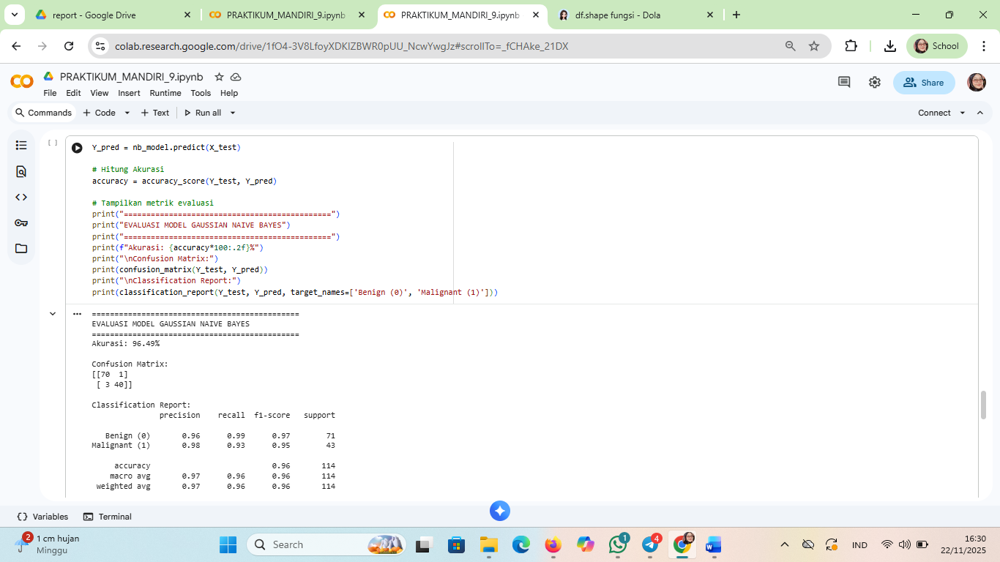 report - Google Drive
PRAKTIKUM_MANDIRI_9.ipynb
PRAKTIKUM_MANDIRI_9.ipynb
df.shape fungsi - Dola
colab.research.google.com/drive/1fO4-3V8LfoyXDKIZBWR0pUU_NcwYwgJz#scrollTo=_fCHAke_21DX
School
PRAKTIKUM_MANDIRI_9.ipynb
File Edit View Insert Runtime Tools Help
Share
Commands + Code + Text Run all
Connect
[ ]
Y_pred = nb_model.predict(X_test)
# Hitung Akurasi
accuracy = accuracy_score(Y_test, Y_pred)
# Tampilkan metrik evaluasi
print("==============================================")
print("EVALUASI MODEL GAUSSIAN NAIVE BAYES")
print("==============================================")
print(f"Akurasi: {accuracy*100:.2f}%")
print("\nConfusion Matrix:")
print(confusion_matrix(Y_test, Y_pred))
print("\nClassification Report:")
print(classification_report(Y_test, Y_pred, target_names=['Benign (0)', 'Malignant (1)']))
==============================================
EVALUASI MODEL GAUSSIAN NAIVE BAYES
==============================================
Akurasi: 96.49%
Confusion Matrix:
[[70  1]
 [ 3 40]]
Classification Report:
precision recall f1-score support
Benign (0) 0.96 0.99 0.97 71
Malignant (1) 0.98 0.93 0.95 43
accuracy 0.96 114
macro avg 0.97 0.96 0.96 114
weighted avg 0.97 0.96 0.96 114
{} Variables Terminal
2
1 cm hujan
Minggu
Search
1
4
IND
16:30
22/11/2025